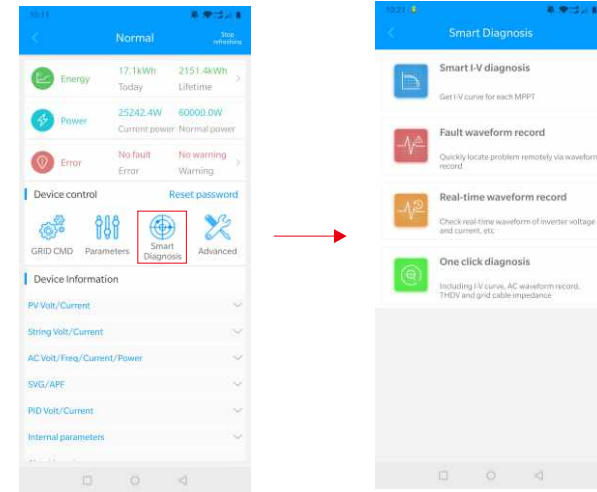 10:11
Normal
Stop
refreshing
Energy
17.1kWh
2151.4kWh
Today
Lifetime
Power
25242.4W
60000.0W
Current power
Normal power
Error
No fault
No warning
Error
Warning
Device control
Reset password
GRID CMD
Parameters
Smart
Diagnosis
Advanced
Device Information
PV Volt/Current
String Volt/Current
AC Volt/Freq/Current/Power
SVG/APF
PID Volt/Current
Internal parameters
10:21
Smart Diagnosis
Smart I-V diagnosis
Get I-V curve for each MPPT
Fault waveform record
Quickly locate problem remotely via waveform
record
Real-time waveform record
Check real-time waveform of inverter voltage
and current, etc
One click diagnosis
Including I-V curve, AC waveform record,
THDV and grid cable impedance